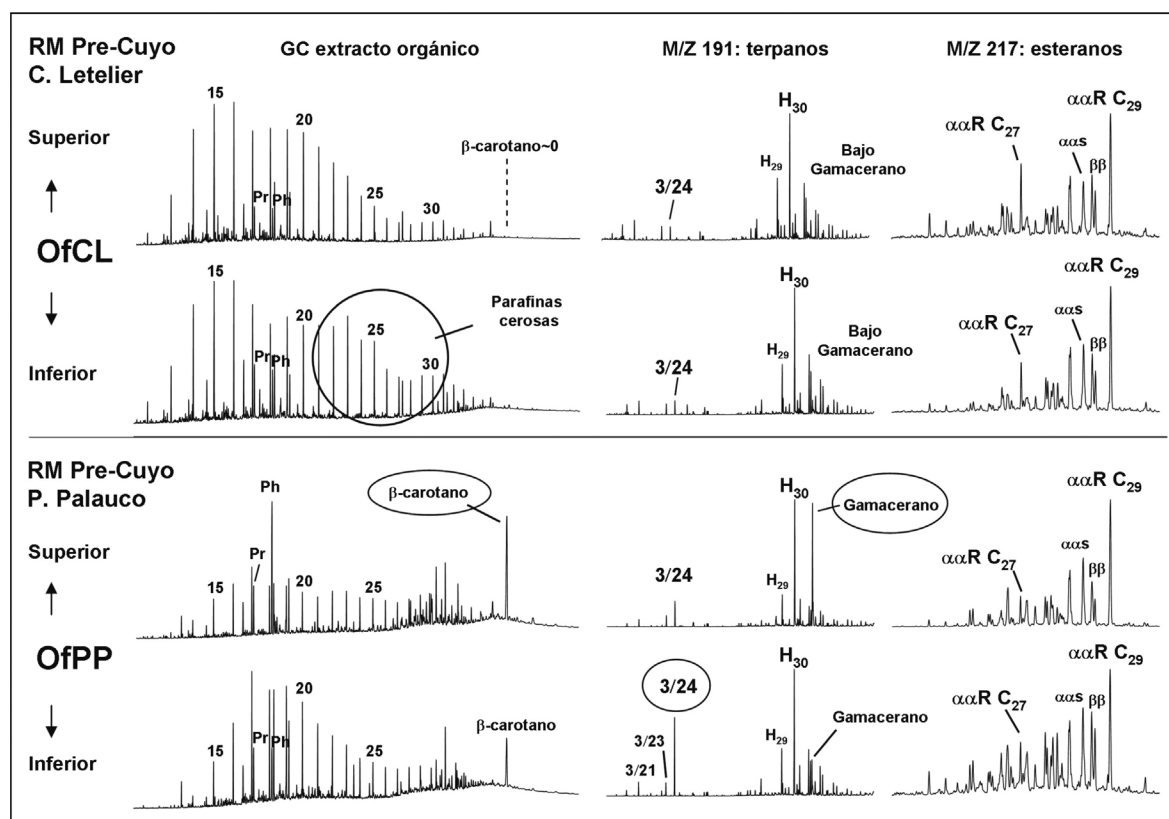 RM Pre-Cuyo
C. Letelier
GC extracto orgánico
M/Z 191: terpanos
M/Z 217: esteranos
Superior
OfCL
Inferior
15
20
25
30
Pr
Ph
β-carotano~0
H30
H29
3/24
Bajo
Gamacerano
ααR C29
ααR C27
ααs
ββ
15
20
25
30
Pr
Ph
Parafinas
cerosas
H30
H29
3/24
Bajo
Gamacerano
ααR C29
ααR C27
ααs
ββ
RM Pre-Cuyo
P. Palauco
Superior
OfPP
Inferior
Ph
Pr
15
20
25
β-carotano
H30
H29
3/24
Gamacerano
ααR C29
ααR C27
ααs
ββ
15
20
25
Pr
Ph
β-carotano
H30
H29
3/24
3/23
3/21
Gamacerano
ααR C29
ααR C27
ααs
ββ